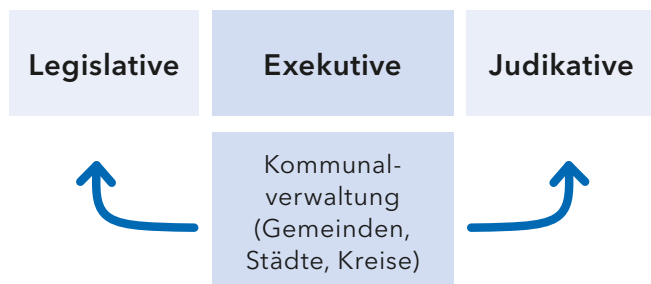 Legislative
Exekutive
Judikative
Kommunal-
verwaltung
(Gemeinden,
Städte, Kreise)